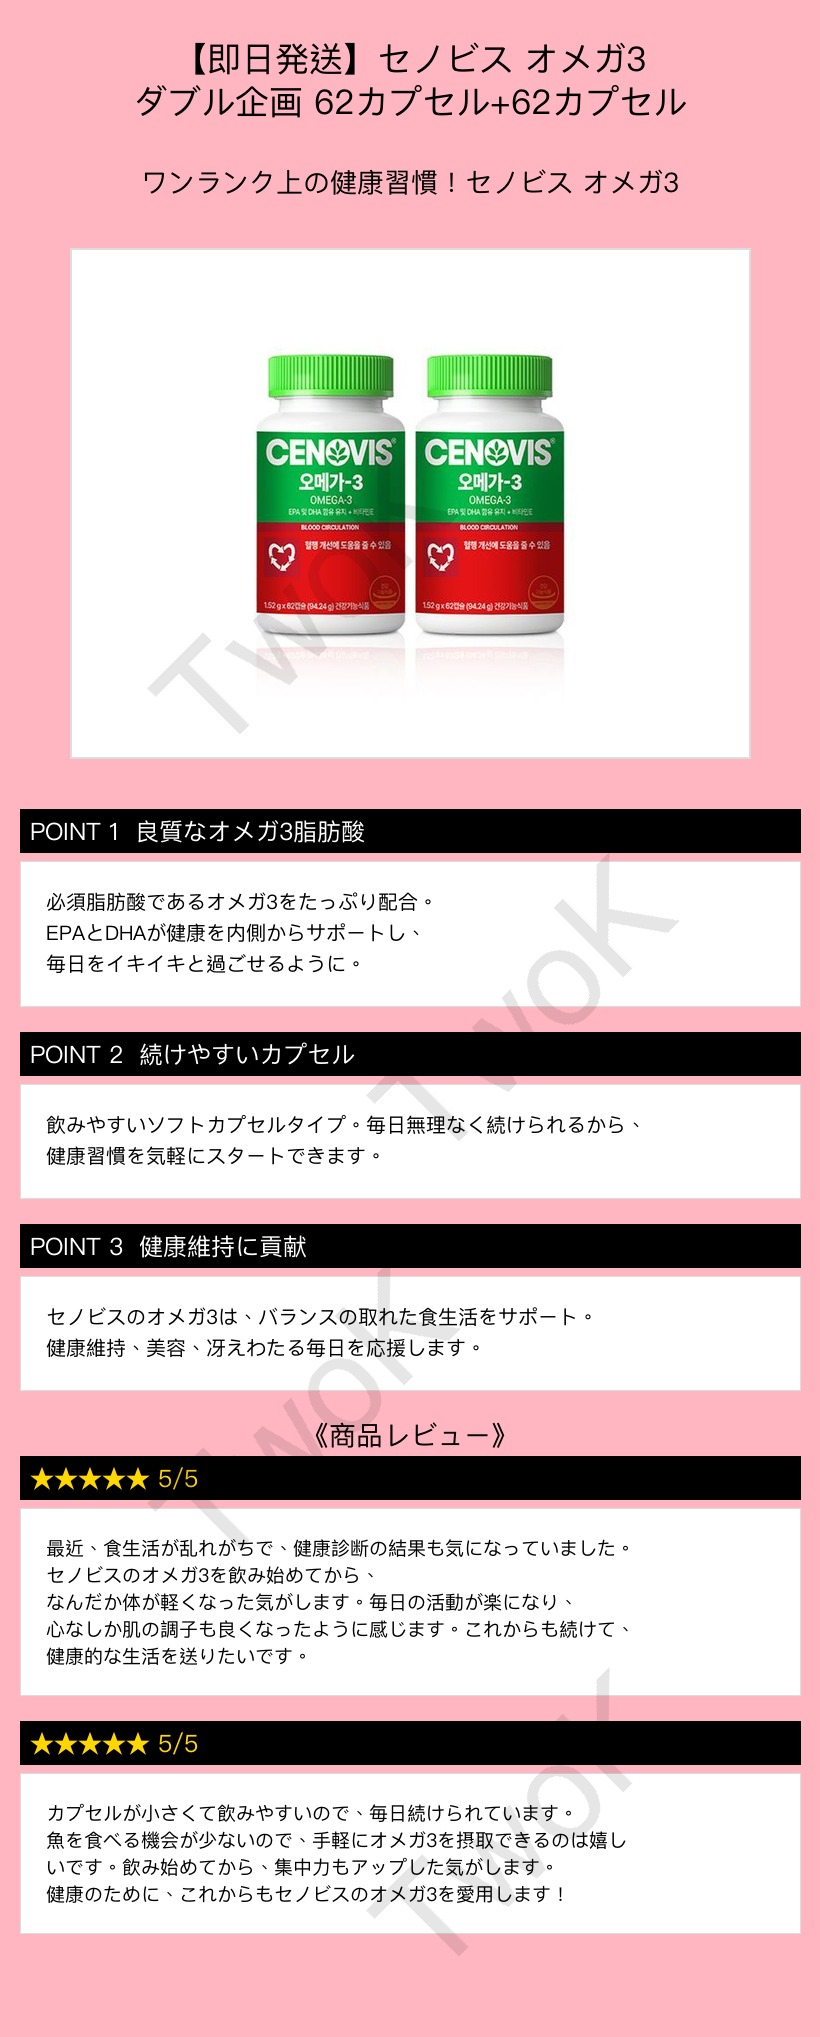 【即日発送】セノビス オメガ3
ダブル企画 62カプセル+62カプセル
ワンランク上の健康習慣！セノビス オメガ3
CENOVIS®
오메가-3
OMEGA-3
EPA 및 DHA 함유 유지 + 비타민E
BLOOD CIRCULATION
혈행 개선에 도움을 줄 수 있음
건강기능식품
1.52 g x 62캡슐 (94.24 g) 건강기능식품
CENOVIS®
오메가-3
OMEGA-3
EPA 및 DHA 함유 유지 + 비타민E
BLOOD CIRCULATION
혈행 개선에 도움을 줄 수 있음
건강기능식품
1.52 g x 62캡슐 (94.24 g) 건강기능식품
TwoK
POINT 1 良質なオメガ3脂肪酸
必須脂肪酸であるオメガ3をたっぷり配合。
EPAとDHAが健康を内側からサポートし、
毎日をイキイキと過ごせるように。
TwoK
POINT 2 続けやすいカプセル
飲みやすいソフトカプセルタイプ。毎日無理なく続けられるから、
健康習慣を気軽にスタートできます。
POINT 3 健康維持に貢献
セノビスのオメガ3は、バランスの取れた食生活をサポート。
健康維持、美容、冴えわたる毎日を応援します。
TwoK
《商品レビュー》
★★★★★ 5/5
最近、食生活が乱れがちで、健康診断の結果も気になっていました。
セノビスのオメガ3を飲み始めてから、
なんだか体が軽くなった気がします。毎日の活動が楽になり、
心なしか肌の調子も良くなったように感じます。これからも続けて、
健康的な生活を送りたいです。
★★★★★ 5/5
カプセルが小さくて飲みやすいので、毎日続けられています。
魚を食べる機会が少ないので、手軽にオメガ3を摂取できるのは嬉し
いです。飲み始めてから、集中力もアップした気がします。
健康のために、これからもセノビスのオメガ3を愛用します！
TwoK